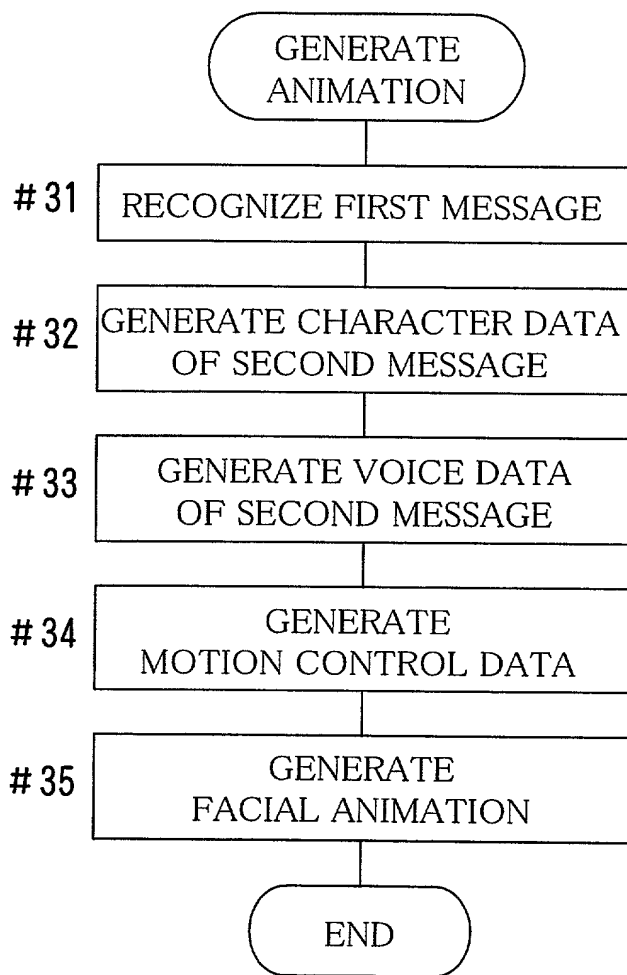 GENERATE
ANIMATION
#31
RECOGNIZE FIRST MESSAGE
#32
GENERATE CHARACTER DATA
OF SECOND MESSAGE
#33
GENERATE VOICE DATA
OF SECOND MESSAGE
#34
GENERATE
MOTION CONTROL DATA
#35
GENERATE
FACIAL ANIMATION
END